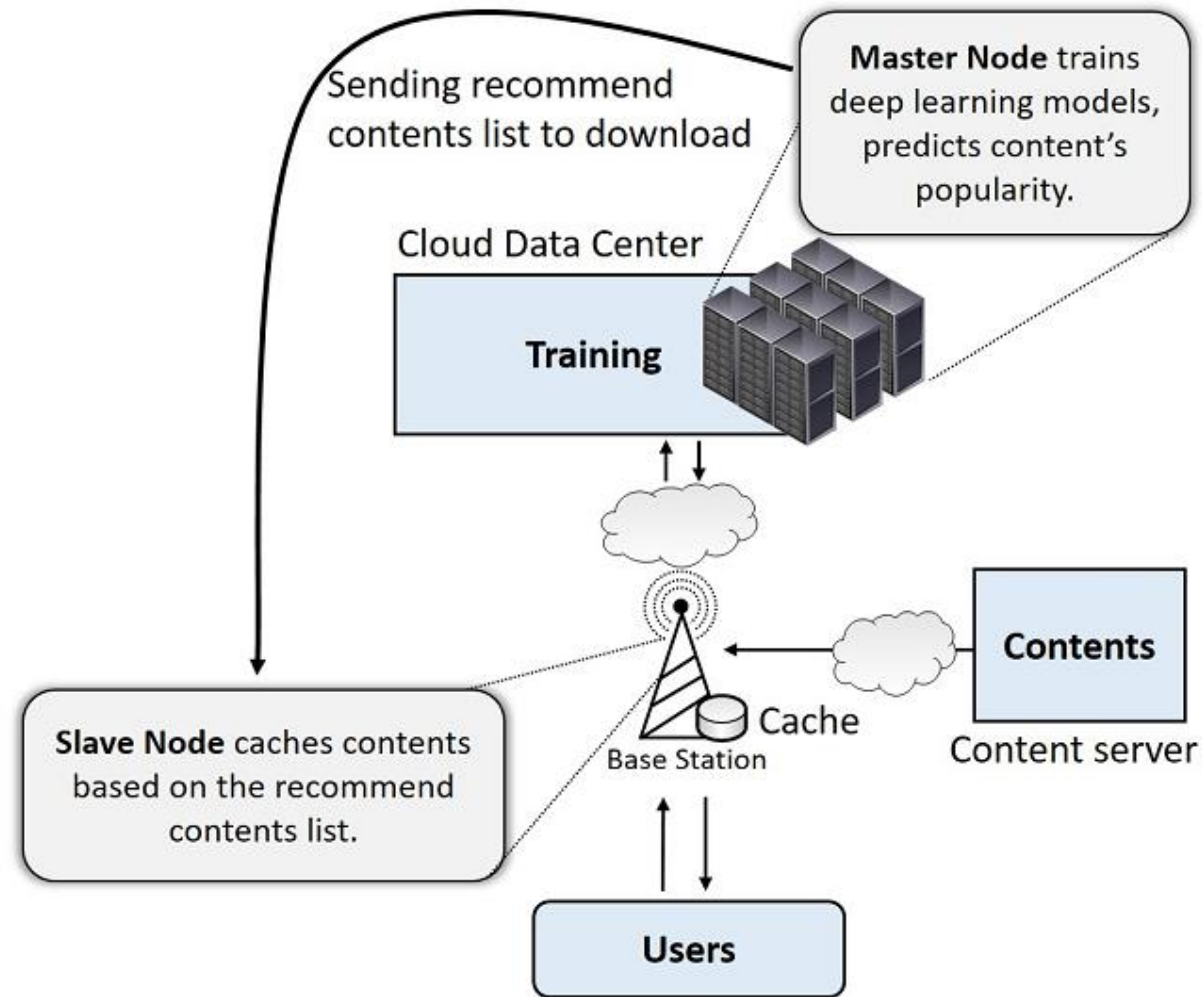 Sending recommend
contents list to download
Master Node trains
deep learning models,
predicts content's
popularity.
Cloud Data Center
Training
Contents
Content server
Cache
Base Station
Slave Node caches contents
based on the recommend
contents list.
Users